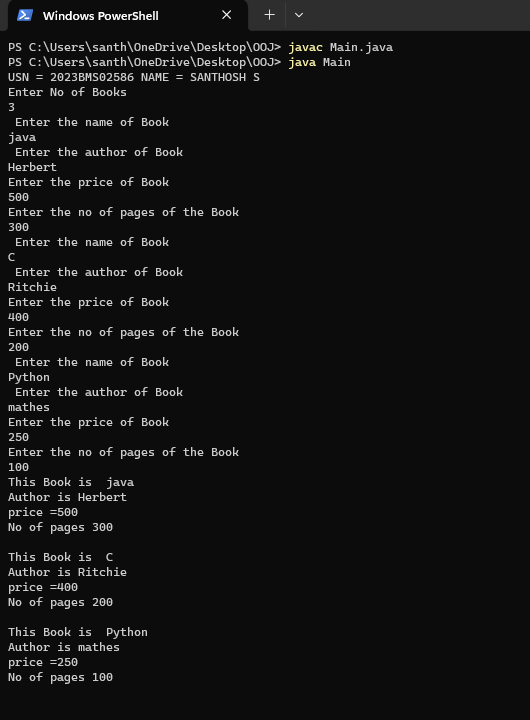 Windows PowerShell
PS C:\Users\santh\OneDrive\Desktop\OOJ> javac Main.java
PS C:\Users\santh\OneDrive\Desktop\OOJ> java Main
USN = 2023BMS02586 NAME = SANTHOSH S
Enter No of Books
3
Enter the name of Book
java
Enter the author of Book
Herbert
Enter the price of Book
500
Enter the no of pages of the Book
300
Enter the name of Book
C
Enter the author of Book
Ritchie
Enter the price of Book
400
Enter the no of pages of the Book
200
Enter the name of Book
Python
Enter the author of Book
mathes
Enter the price of Book
250
Enter the no of pages of the Book
100
This Book is  java
Author is Herbert
price =500
No of pages 300

This Book is  C
Author is Ritchie
price =400
No of pages 200

This Book is  Python
Author is mathes
price =250
No of pages 100